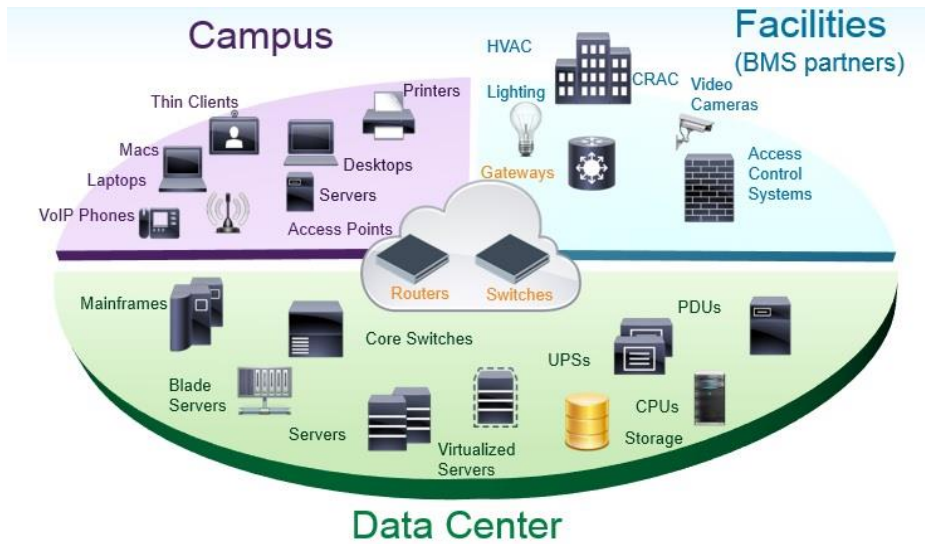 Campus
Facilities
(BMS partners)
Thin Clients
Printers
Macs
Laptops
Desktops
Servers
VoIP Phones
Access Points
HVAC
CRAC
Lighting
Video
Cameras
Gateways
Access
Control
Systems
Routers
Switches
Mainframes
Core Switches
PDUs
UPSs
Blade
Servers
CPUs
Servers
Storage
Virtualized
Servers
Data Center